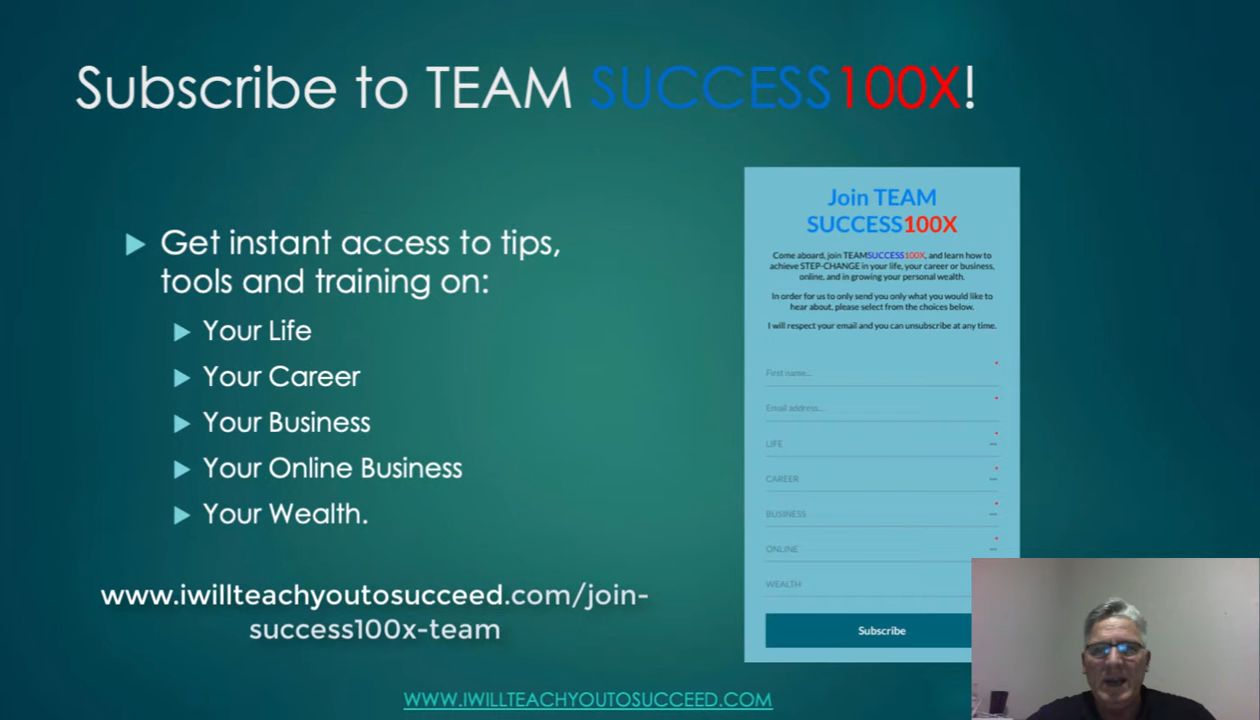 Subscribe to TEAM SUCCESS100X!
Get instant access to tips,
tools and training on:
Your Life
Your Career
Your Business
Your Online Business
Your Wealth.
www.iwillteachyoutosucceed.com/join-
success100x-team
Join TEAM
SUCCESS100X
Come aboard, join TEAMSUCCESS100X, and learn how to
achieve STEP-CHANGE in your life, your career or business,
online, and in growing your personal wealth.
In order for us to only send you only what you would like to
hear about, please select from the choices below.
I will respect your email and you can unsubscribe at any time.
First name...
Email address...
LIFE
CAREER
BUSINESS
ONLINE
WEALTH
Subscribe
WWW.IWILLTEACHYOUTOSUCCEED.COM